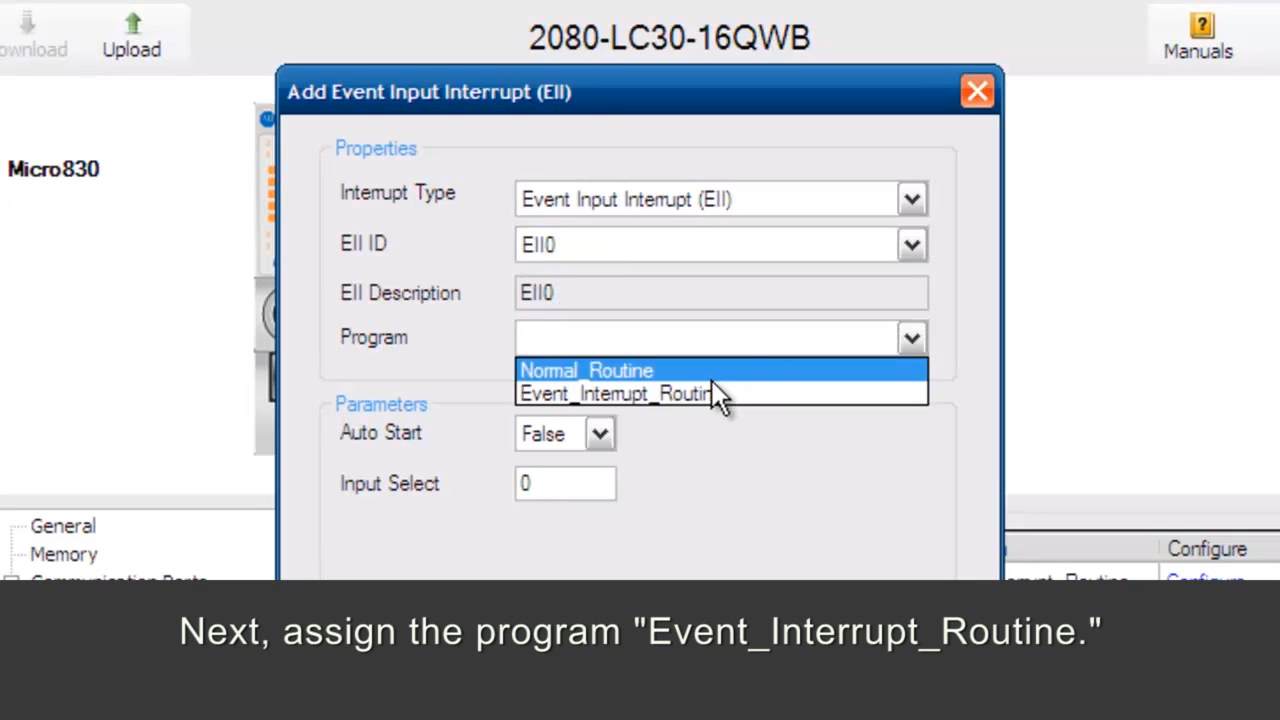 2080-LC30-16QWB
Upload
Manuals
Add Event Input Interrupt (EII)
Micro830
Properties
Interrupt Type
Event Input Interrupt (EII)
EII ID
EII0
EII Description
EII0
Program
Normal_Routine
Event_Interrupt_Routin
Parameters
Auto Start
False
Input Select
0
General
Memory
Communication Ports
Configure
Next, assign the program "Event_Interrupt_Routine."